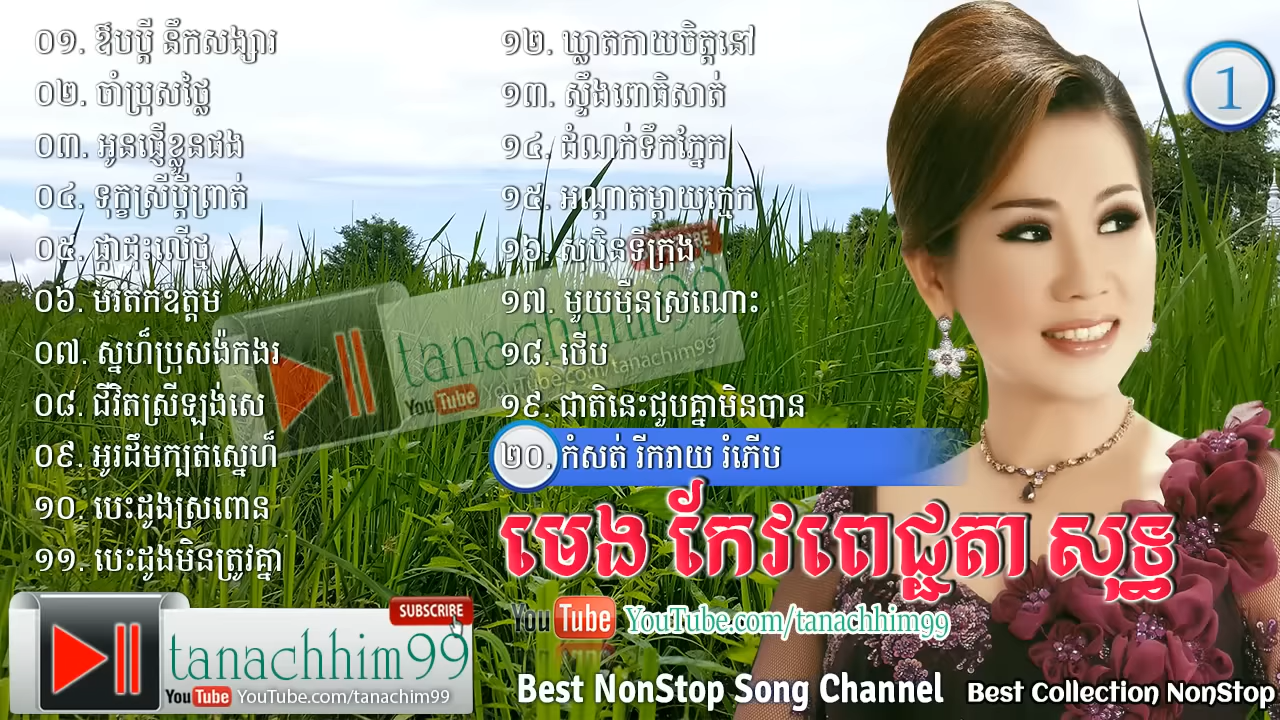 ០១. ឪបប្តី នឹកសង្សារ
០២. ចាំប្រុសថ្លៃ
០៣. អូនផ្ញើខ្លួនផង
០៤. ទុក្ខស្រីប្តីព្រាត់
០៥. ផ្កាដុះលើថ្ម
០៦. មរតកឧត្តម
០៧. ស្នេហ៍ប្រុសង៉កងរ
០៨. ជីវិតស្រីឡង់សេ
០៩. អូរដឹមក្បត់ស្នេហ៍
១០. បេះដូងស្រពោន
១១. បេះដូងមិនត្រូវគ្នា
១២. ឃ្លាតកាយចិត្តនៅ
១៣. ស្ទឹងពោធិសាត់
១៤. ដំណក់ទឹកភ្នែក
១៥. អណ្តាតម្តាយក្មេក
១៦. សុបិនទីក្រុង
១៧. មួយម៉ឺនស្រណោះ
១៨. ថើប
១៩. ជាតិនេះជួបគ្នាមិនបាន
២០. កំសត់ រីករាយ រំភើប
1
tanachhim99
YouTube YouTube.com/tanachim99
មេង កែវពេជ្ជតា សុទ្ធ
YouTube YouTube.com/tanachhim99
SUBSCRIBE
tanachhim99
YouTube YouTube.com/tanachim99
Best NonStop Song Channel Best Collection NonStop